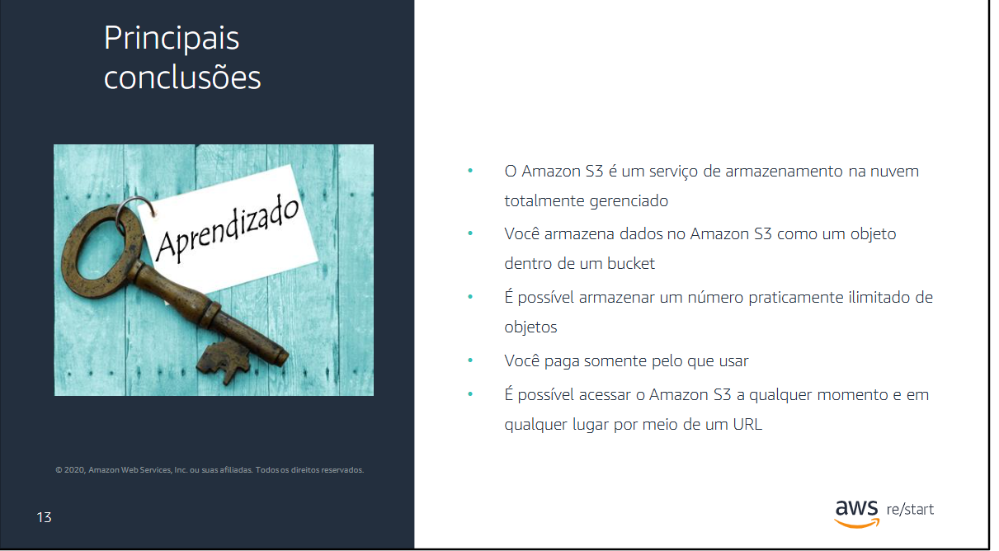 Principais
conclusões
Aprendizado
O Amazon S3 é um serviço de armazenamento na nuvem
totalmente gerenciado
Você armazena dados no Amazon S3 como um objeto
dentro de um bucket
É possível armazenar um número praticamente ilimitado de
objetos
Você paga somente pelo que usar
É possível acessar o Amazon S3 a qualquer momento e em
qualquer lugar por meio de um URL
© 2020, Amazon Web Services, Inc. ou suas afiliadas. Todos os direitos reservados.
13
aws re/start